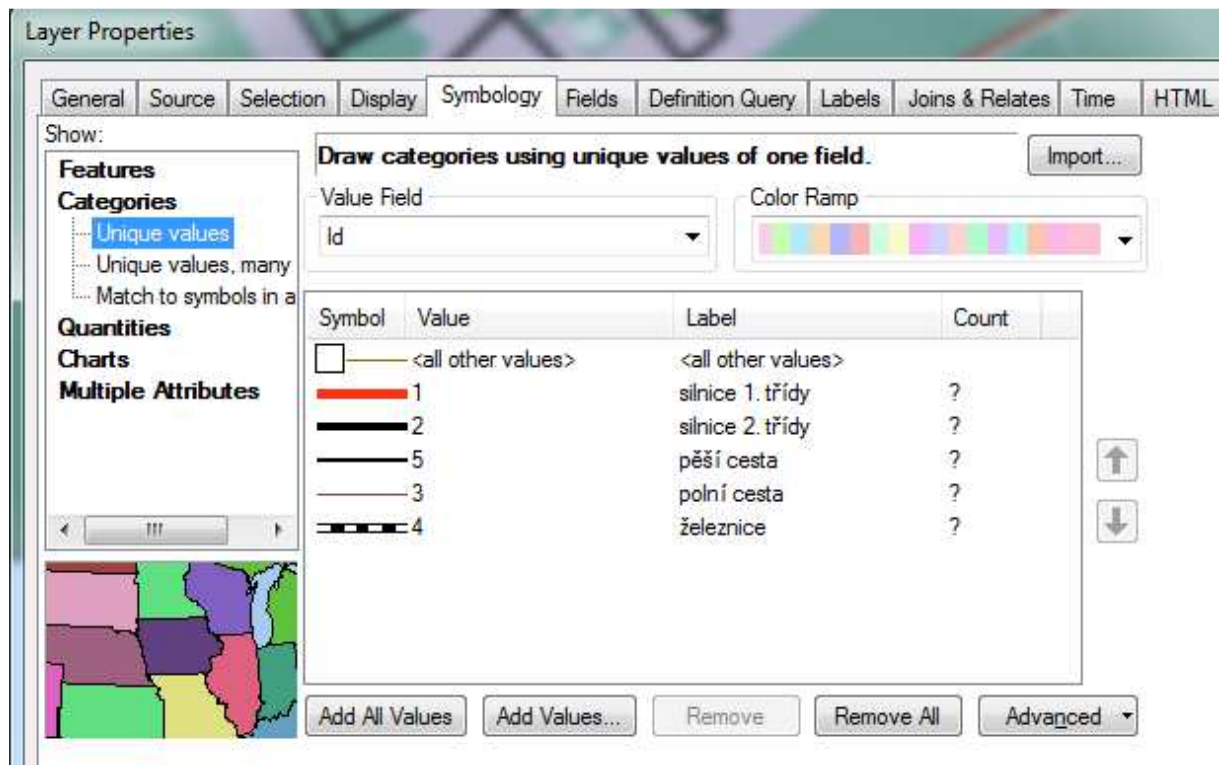 Layer Properties
General Source Selection Display Symbology Fields Definition Query Labels Joins & Relates Time HTML
Show:
Features
Categories
Unique values
Unique values, many
Match to symbols in a
Quantities
Charts
Multiple Attributes
Draw categories using unique values of one field.
Import...
Value Field
Id
Color Ramp
Symbol Value Label Count
<all other values> <all other values>
1 silnice 1. třídy ?
2 silnice 2. třídy ?
5 pěší cesta ?
3 polní cesta ?
4 železnice ?
Add All Values Add Values... Remove Remove All Advanced